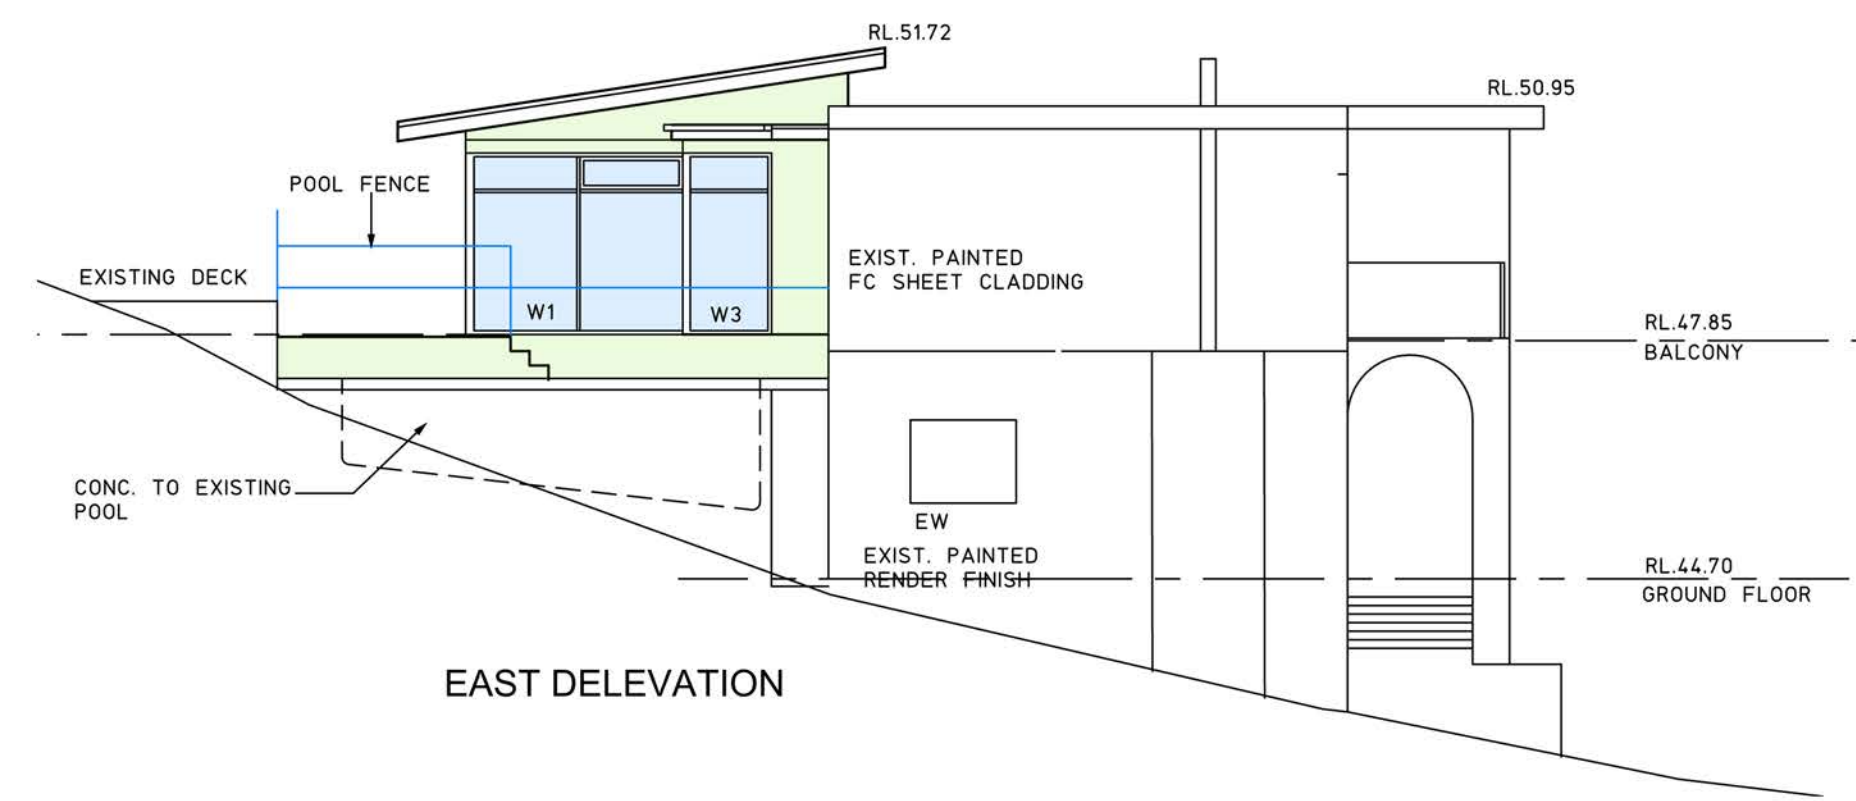 RL.51.72
RL.50.95
POOL FENCE
EXISTING DECK
EXIST. PAINTED
FC SHEET CLADDING
W1
W3
RL.47.85
BALCONY
CONC. TO EXISTING
POOL
EW
EXIST. PAINTED
RENDER FINISH
RL.44.70
GROUND FLOOR
EAST DELEVATION